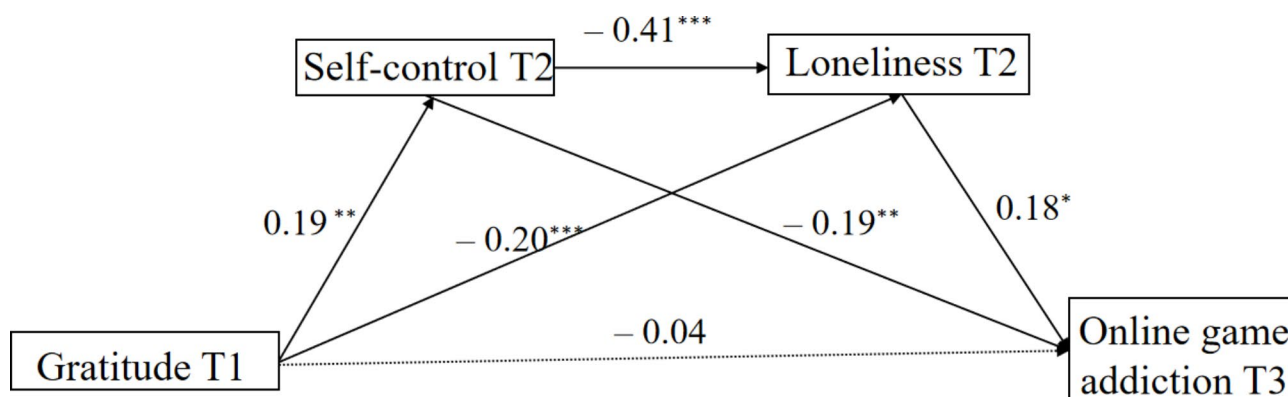 – 0.41***
Self-control T2
Loneliness T2
0.19 **
– 0.20***
– 0.19**
0.18*
– 0.04
Gratitude T1
Online game
addiction T3